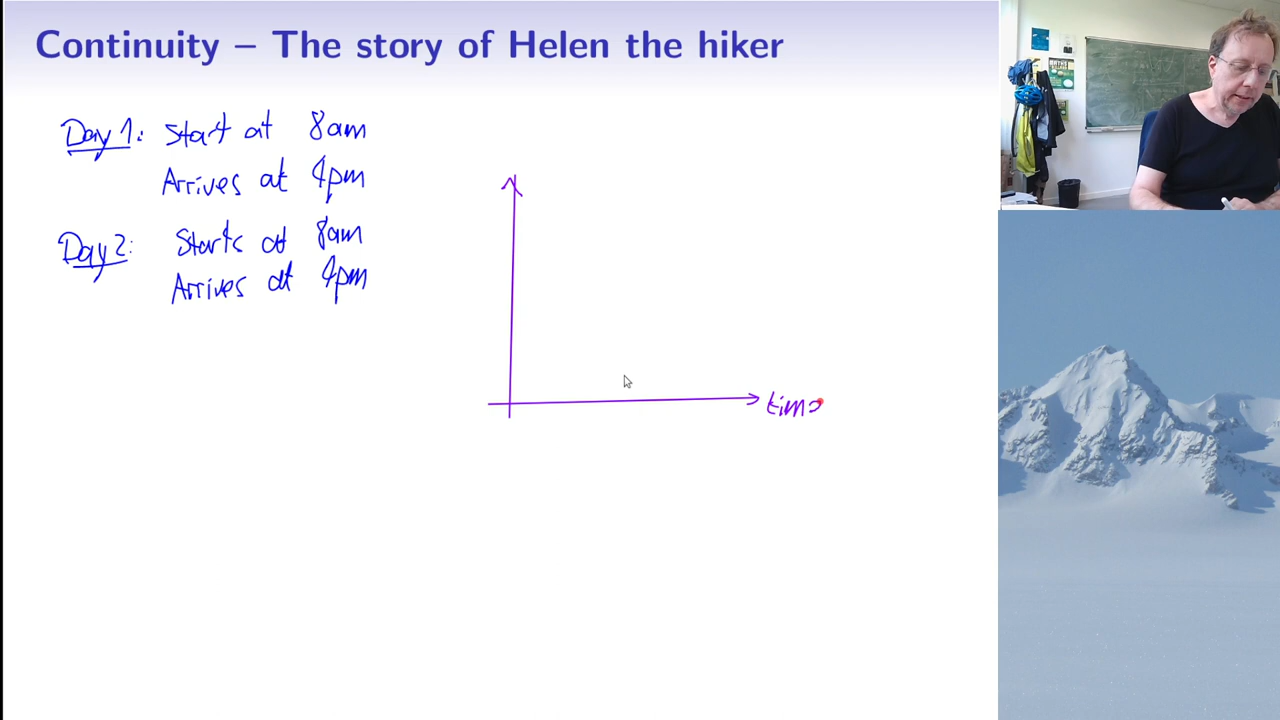 Continuity – The story of Helen the hiker
Day 1: Start at 8am
Arrives at 4pm
Day 2: Starts at 8am
Arrives at 4pm